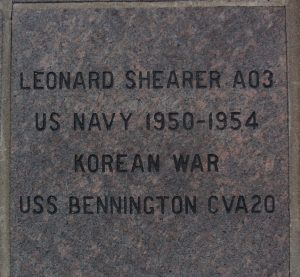 LEONARD SHEARER AO3
US NAVY 1950-1954
KOREAN WAR
USS BENNINGTON CVA20